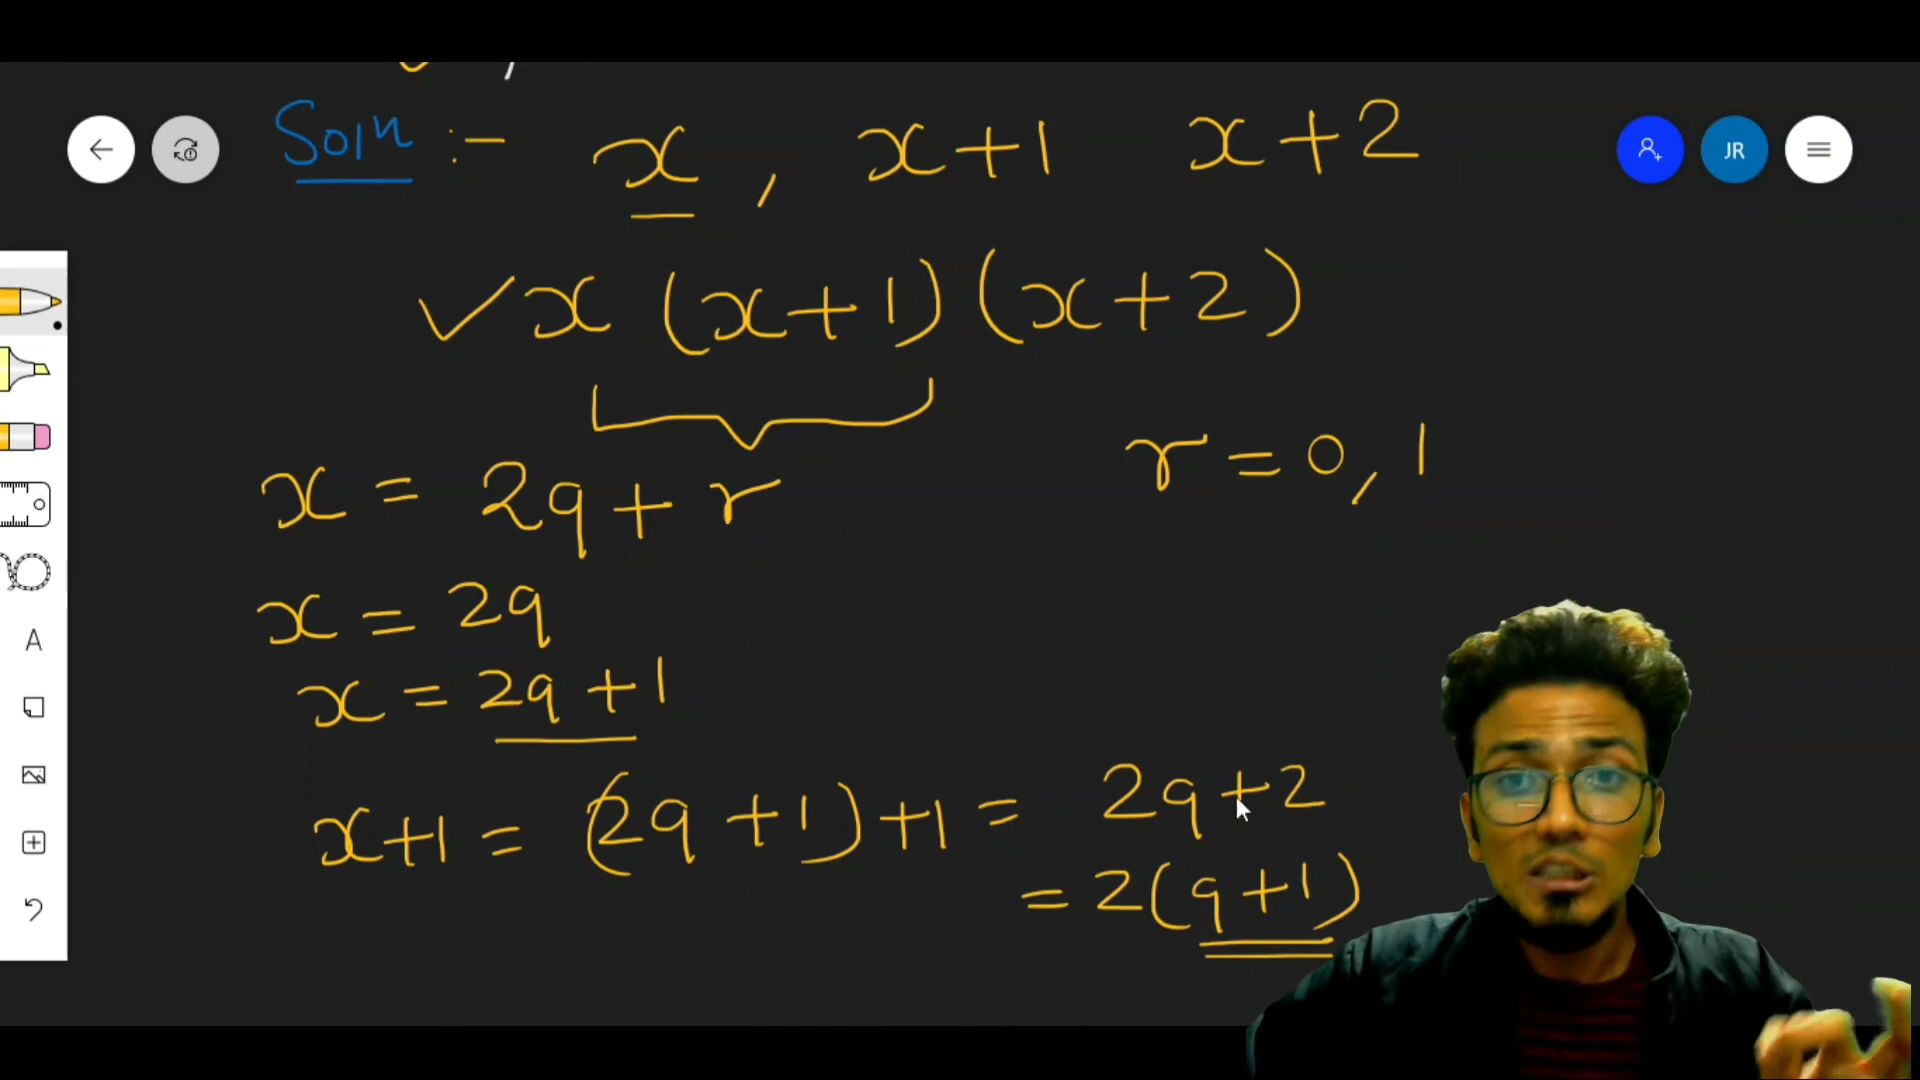 Soln :- x , x+1 x+2
JR
✓ x (x+1) (x+2)
x = 2q + r
r = 0, 1
x = 2q
x = 2q + 1
x+1 = (2q +1) +1 = 2q+2
= 2(q+1)
A